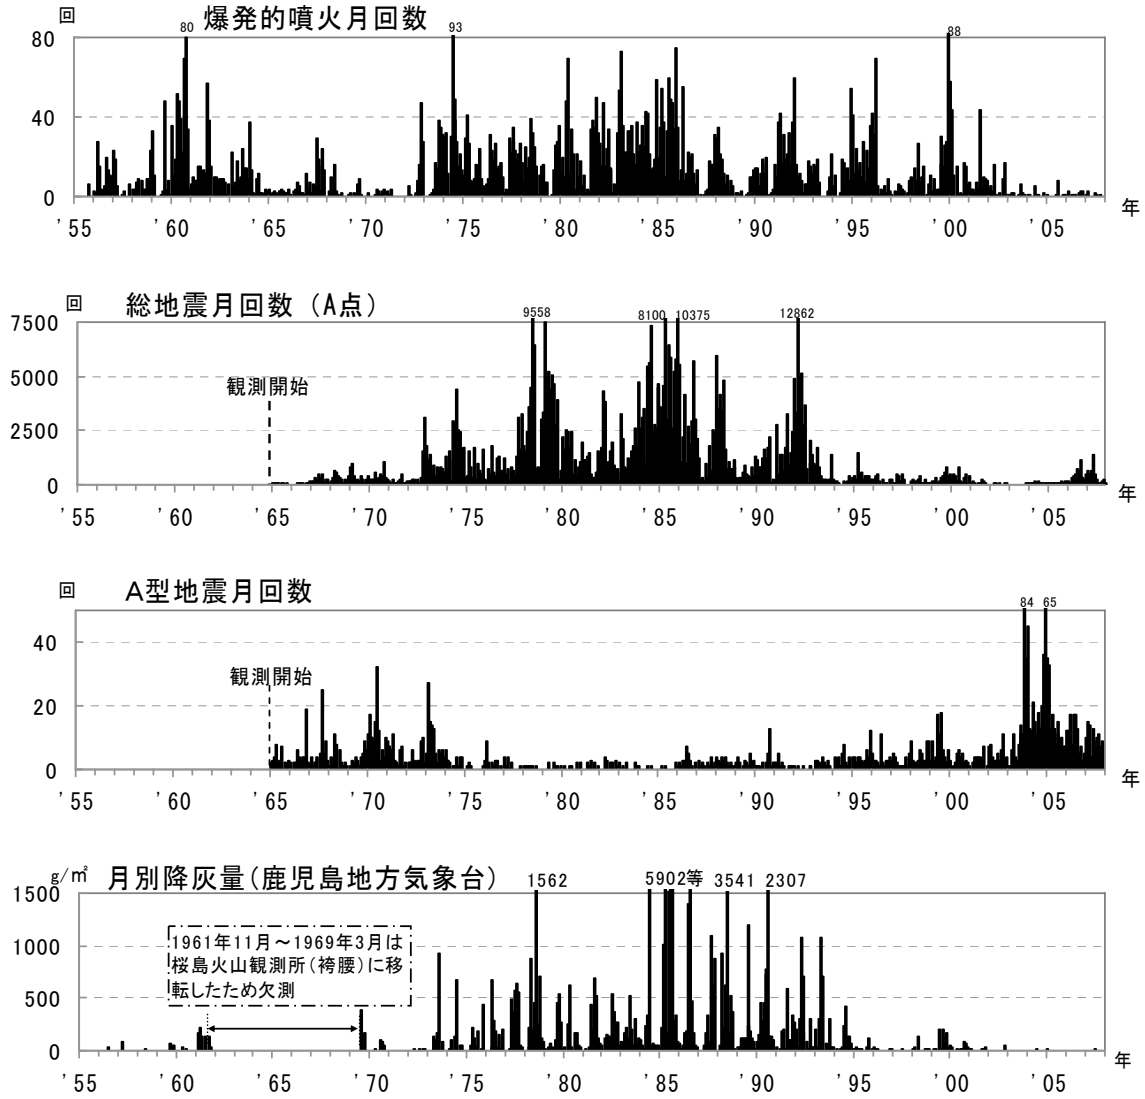 回 爆発的噴火月回数
80 93 88
80
40
0
'55 '60 '65 '70 '75 '80 '85 '90 '95 '00 '05 年
回 総地震月回数（A点）
9558 8100 10375 12862
7500
5000
2500
0
観測開始
'55 '60 '65 '70 '75 '80 '85 '90 '95 '00 '05 年
回 A型地震月回数
84 65
40
20
0
観測開始
'55 '60 '65 '70 '75 '80 '85 '90 '95 '00 '05 年
g/㎡ 月別降灰量(鹿児島地方気象台)
1562 5902等 3541 2307
1500
1000
500
0
1961年11月～1969年3月は
桜島火山観測所(袴腰)に移
転したため欠測
'55 '60 '65 '70 '75 '80 '85 '90 '95 '00 '05 年